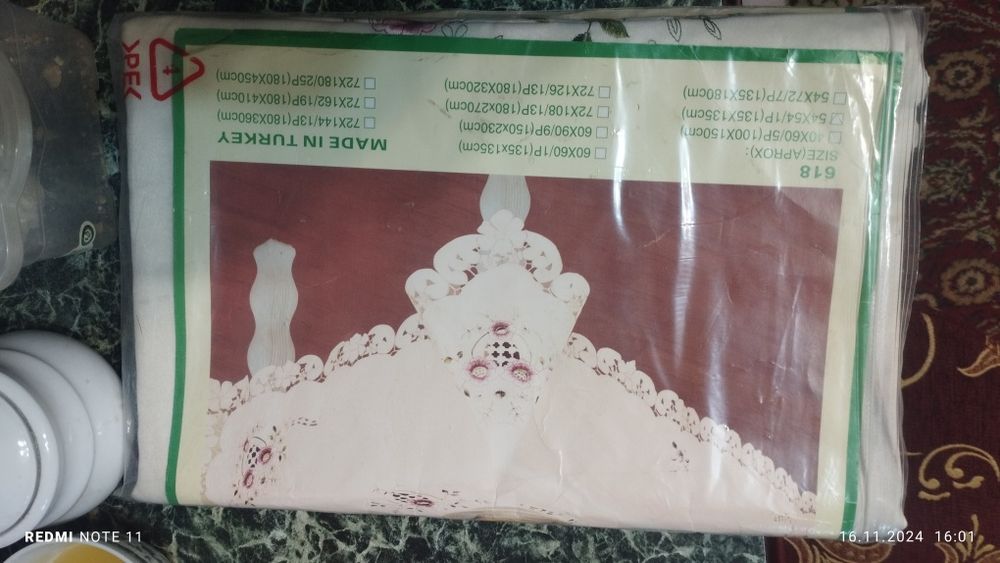 618
MADE IN TURKEY
SIZE(APROX):
40X60/5P(100X150cm)
54X54/1P(135X135cm)
54X72/7P(135X180cm)
60X60/1P(135x135cm)
60X90/9P(150x230cm)
72X108/13P(180x270cm)
72X126/13P(180X320cm)
72X144/13P(180X360cm)
72X162/19P(180X410cm)
72X180/25P(180X450cm)
REDMI NOTE 11
16.11.2024 16:01